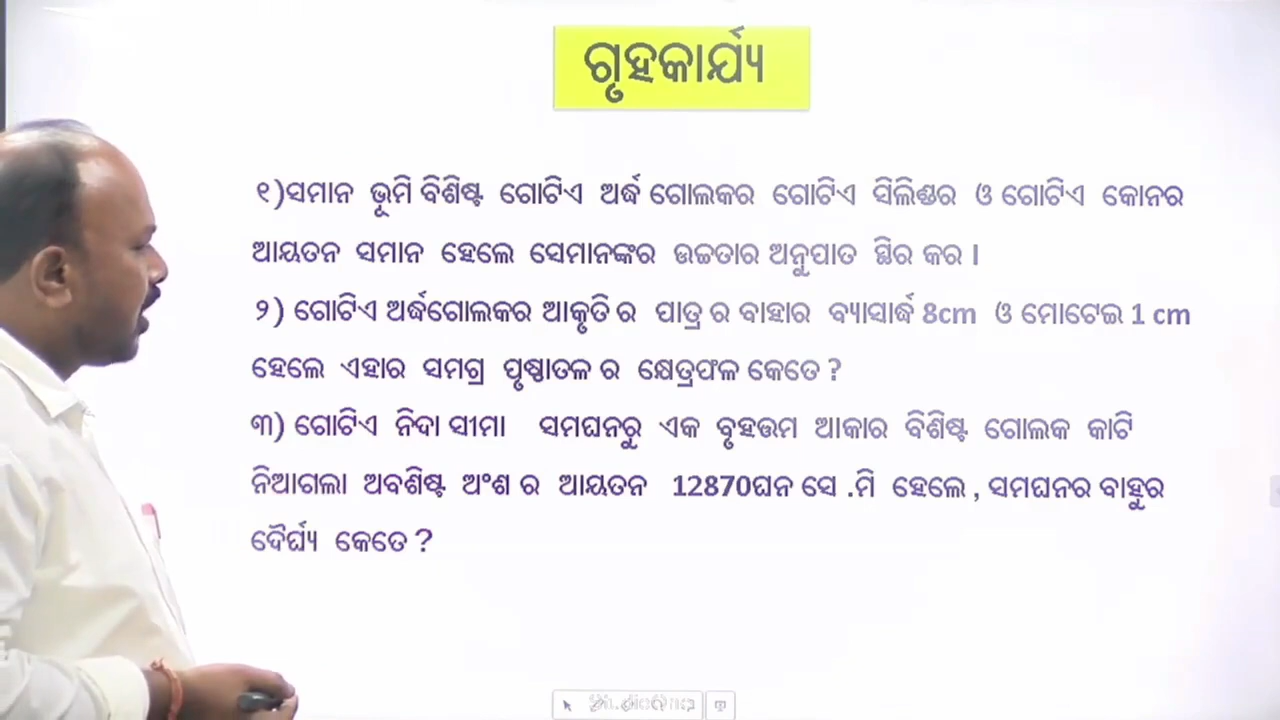 ଗୃହକାର୍ଯ୍ୟ
୧)ସମାନ ଭୂମି ବିଶିଷ୍ଟ ଗୋଟିଏ ଅର୍ଦ୍ଧ ଗୋଲକର ଗୋଟିଏ ସିଲିଣ୍ଡର ଓ ଗୋଟିଏ କୋନର
ଆୟତନ ସମାନ ହେଲେ ସେମାନଙ୍କର ଉଚ୍ଚତାର ଅନୁପାତ ସ୍ଥିର କର ।
୨) ଗୋଟିଏ ଅର୍ଦ୍ଧଗୋଲକର ଆକୃତି ର ପାତ୍ର ର ବାହାର ବ୍ୟାସାର୍ଦ୍ଧ 8cm ଓ ମୋଟେଇ 1 cm
ହେଲେ ଏହାର ସମଗ୍ର ପୃଷ୍ଠାତଳ ର କ୍ଷେତ୍ରଫଳ କେତେ ?
୩) ଗୋଟିଏ ନିଦା ସୀମା ସମଘନରୁ ଏକ ବୃହତ୍ତମ ଆକାର ବିଶିଷ୍ଟ ଗୋଲକ କାଟି
ନିଆଗଲା ଅବଶିଷ୍ଟ ଅଂଶ ର ଆୟତନ 12870ଘନ ସେ .ମି ହେଲେ , ସମଘନର ବାହୁର
ଦୈର୍ଘ୍ୟ କେତେ ?